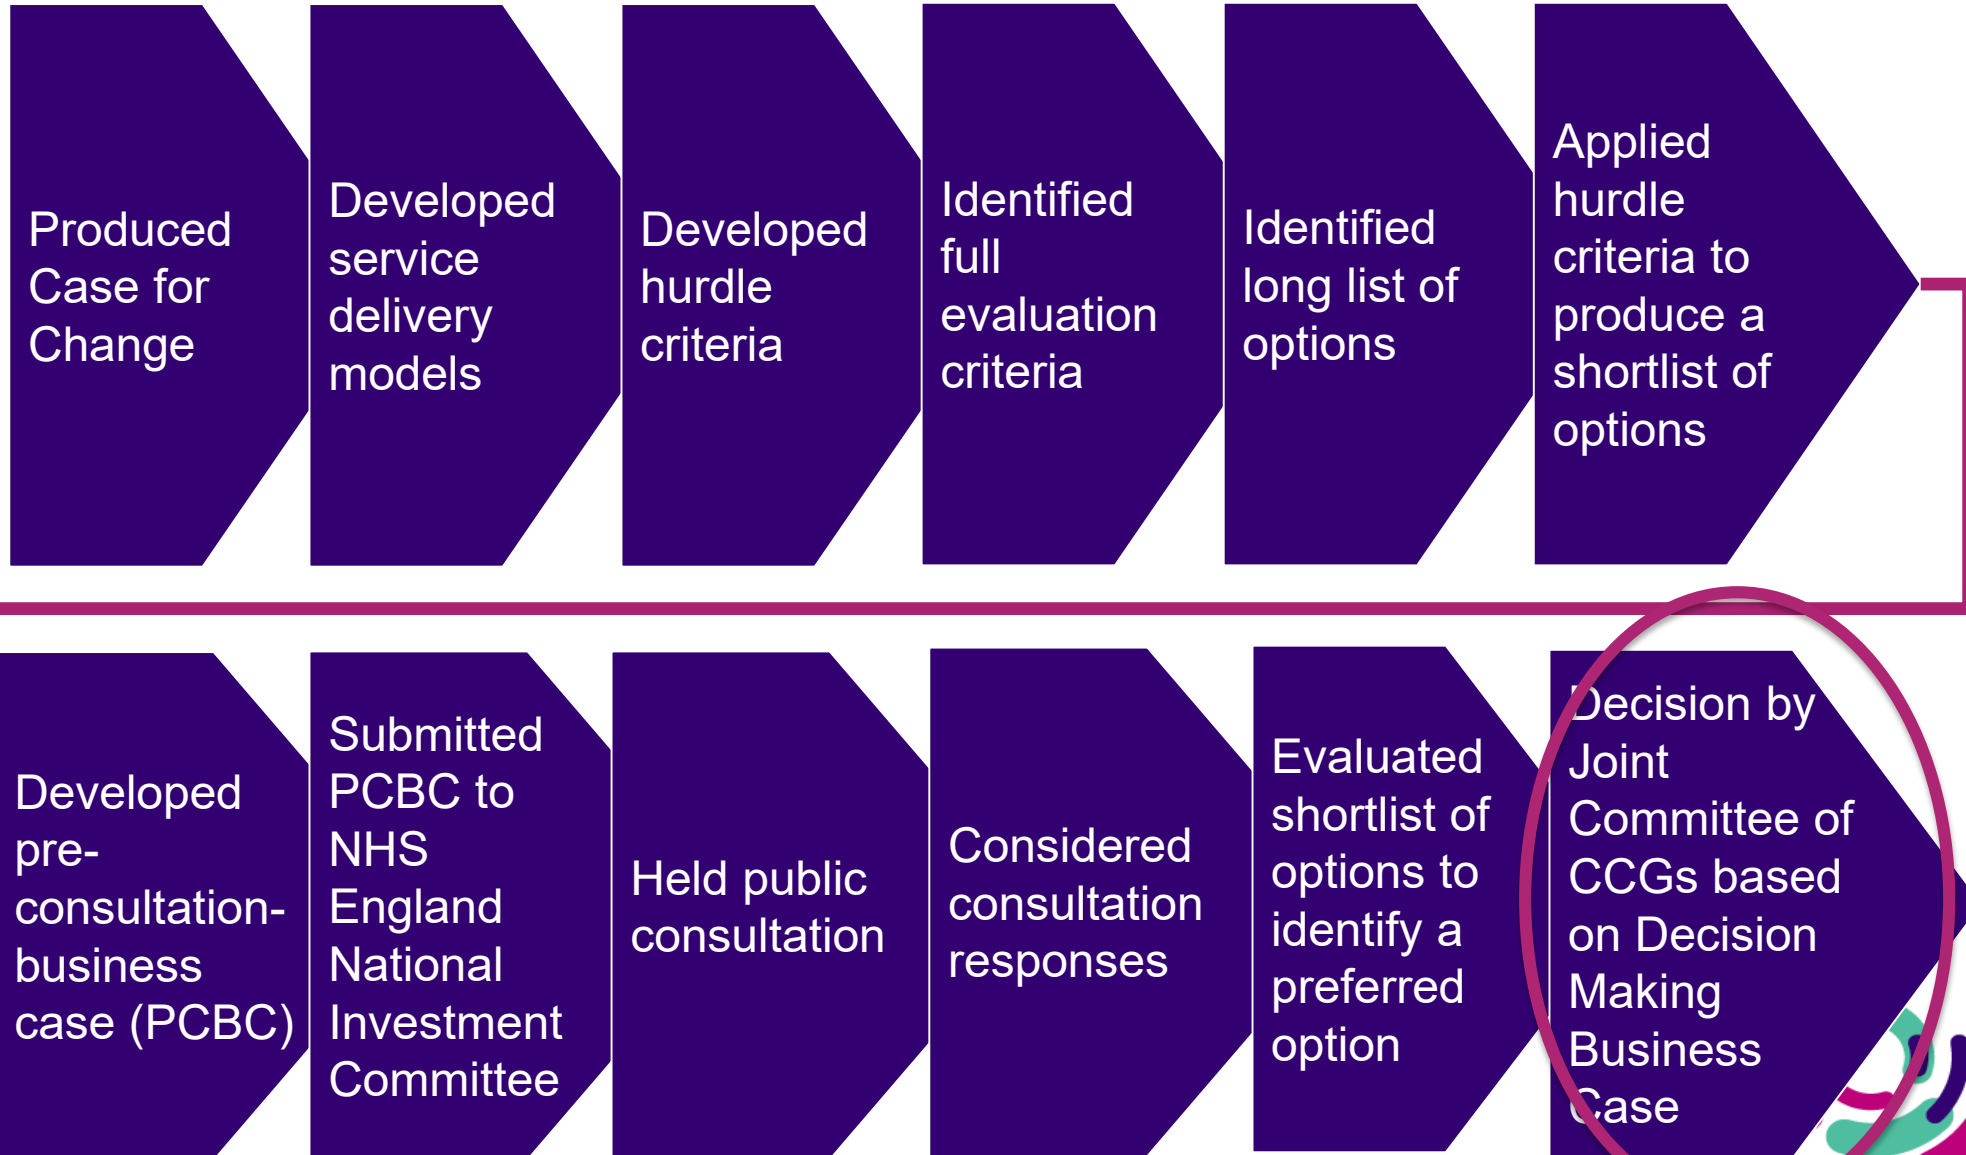 Produced
Case for
Change
Developed
service
delivery
models
Developed
hurdle
criteria
Identified
full
evaluation
criteria
Identified
long list of
options
Applied
hurdle
criteria to
produce a
shortlist of
options
Developed
pre-
consultation-
business
case (PCBC)
Submitted
PCBC to
NHS
England
National
Investment
Committee
Held public
consultation
Considered
consultation
responses
Evaluated
shortlist of
options to
identify a
preferred
option
Decision by
Joint
Committee of
CCGs based
on Decision
Making
Business
Case